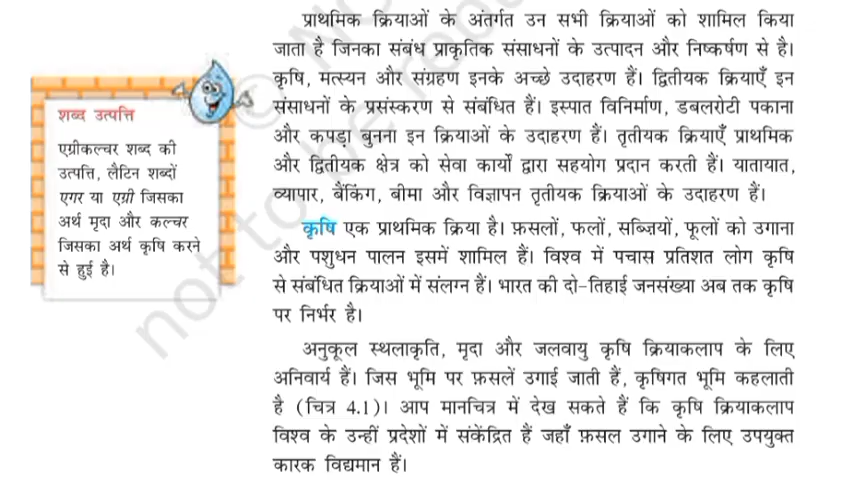 प्राथमिक क्रियाओं के अंतर्गत उन सभी क्रियाओं को शामिल किया
जाता है जिनका संबंध प्राकृतिक संसाधनों के उत्पादन और निष्कर्षण से है।
कृषि, मत्स्यन और संग्रहण इनके अच्छे उदाहरण हैं। द्वितीयक क्रियाएँ इन
संसाधनों के प्रसंस्करण से संबंधित हैं। इस्पात विनिर्माण, डबलरोटी पकाना
और कपड़ा बुनना इन क्रियाओं के उदाहरण हैं। तृतीयक क्रियाएँ प्राथमिक
और द्वितीयक क्षेत्र को सेवा कार्यों द्वारा सहयोग प्रदान करती हैं। यातायात,
व्यापार, बैंकिंग, बीमा और विज्ञापन तृतीयक क्रियाओं के उदाहरण हैं।
कृषि एक प्राथमिक क्रिया है। फ़सलों, फलों, सब्ज़ियों, फूलों को उगाना
और पशुधन पालन इसमें शामिल हैं। विश्व में पचास प्रतिशत लोग कृषि
से संबंधित क्रियाओं में संलग्न हैं। भारत की दो-तिहाई जनसंख्या अब तक कृषि
पर निर्भर है।
अनुकूल स्थलाकृति, मृदा और जलवायु कृषि क्रियाकलाप के लिए
अनिवार्य हैं। जिस भूमि पर फ़सलें उगाई जाती हैं, कृषिगत भूमि कहलाती
है (चित्र 4.1)। आप मानचित्र में देख सकते हैं कि कृषि क्रियाकलाप
विश्व के उन्हीं प्रदेशों में संकेंद्रित हैं जहाँ फ़सल उगाने के लिए उपयुक्त
कारक विद्यमान हैं।
शब्द उत्पत्ति
एग्रीकल्चर शब्द की
उत्पत्ति, लैटिन शब्दों
एगर या एग्री जिसका
अर्थ मृदा और कल्चर
जिसका अर्थ कृषि करने
से हुई है।